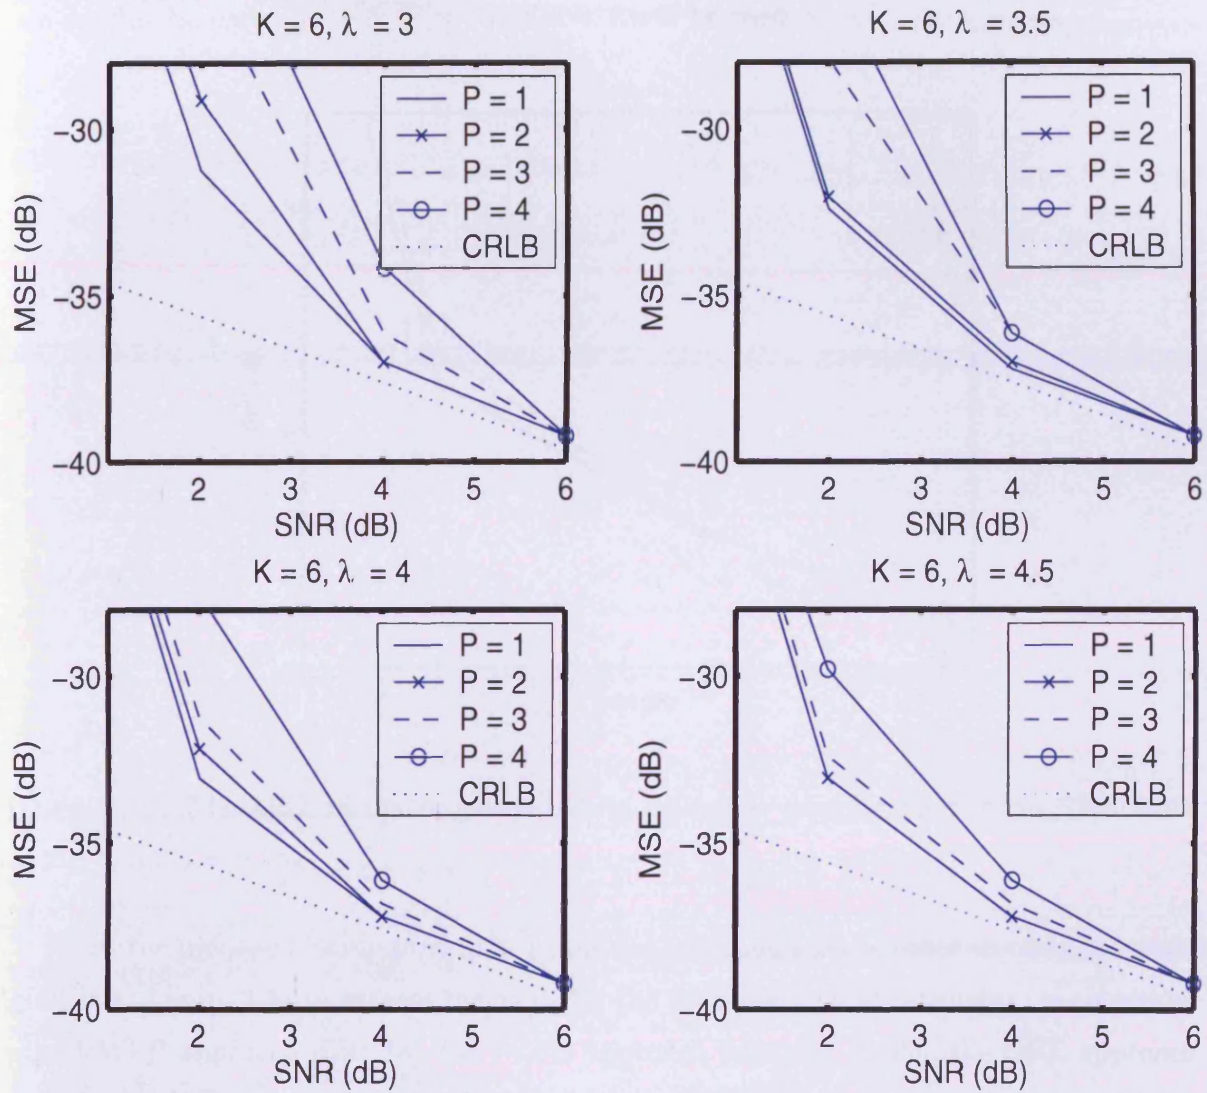 K = 6, λ = 3
MSE (dB)
−30
−35
−40
2
3
4
5
6
SNR (dB)
P = 1
P = 2
P = 3
P = 4
CRLB
K = 6, λ = 3.5
MSE (dB)
−30
−35
−40
2
3
4
5
6
SNR (dB)
P = 1
P = 2
P = 3
P = 4
CRLB
K = 6, λ = 4
MSE (dB)
−30
−35
−40
2
3
4
5
6
SNR (dB)
P = 1
P = 2
P = 3
P = 4
CRLB
K = 6, λ = 4.5
MSE (dB)
−30
−35
−40
2
3
4
5
6
SNR (dB)
P = 1
P = 2
P = 3
P = 4
CRLB